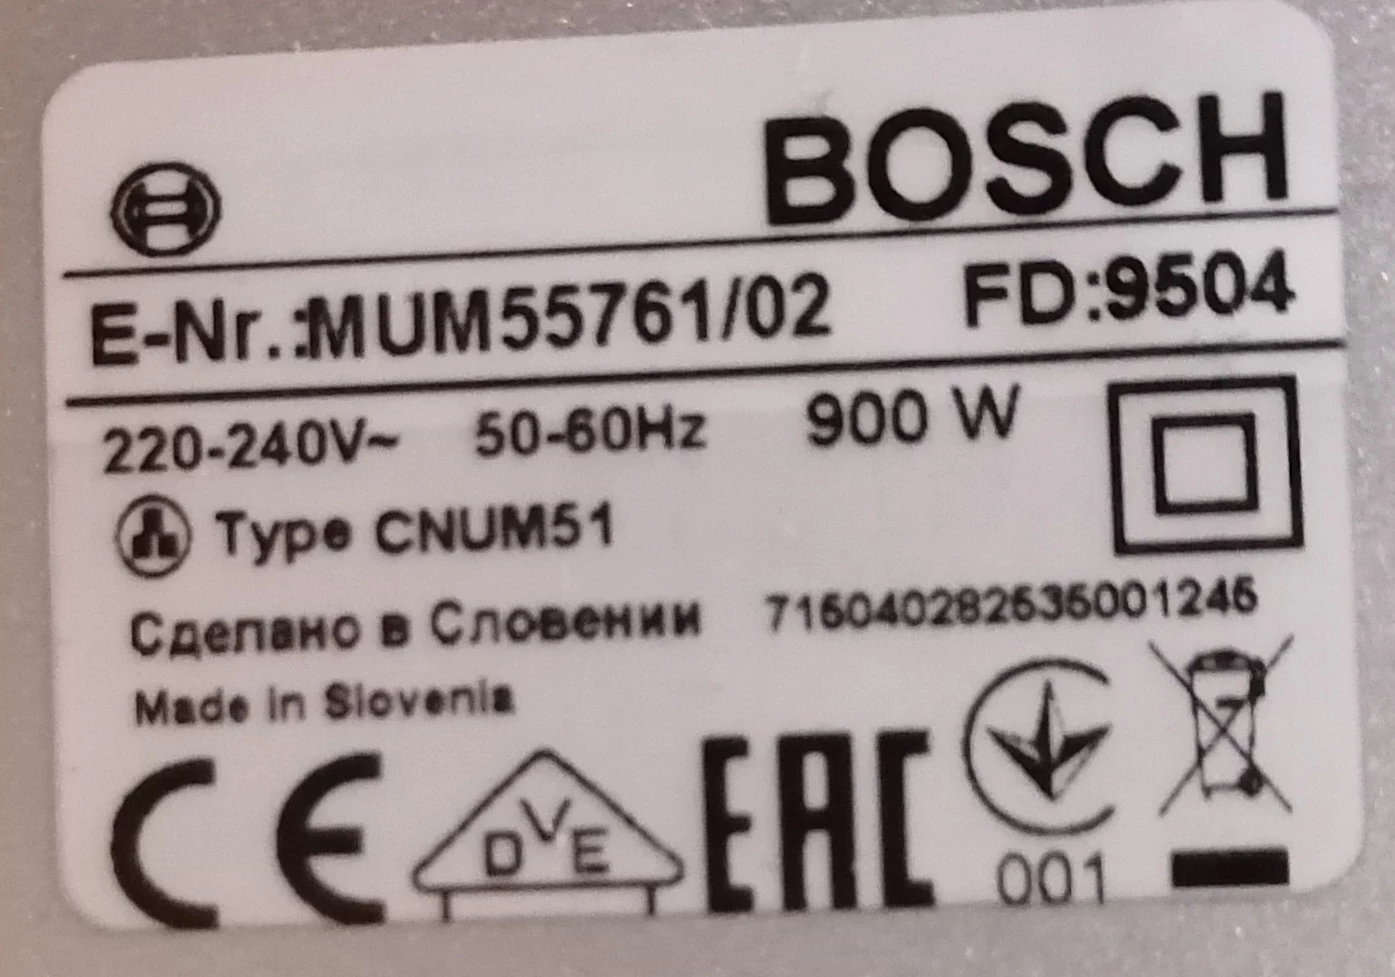 BOSCH
E-Nr.:MUM55761/02 FD:9504
220-240V~ 50-60Hz 900 W
Type CNUM51
Сделано в Словении 715040282535001245
Made in Slovenia
CE DVE EAC 001